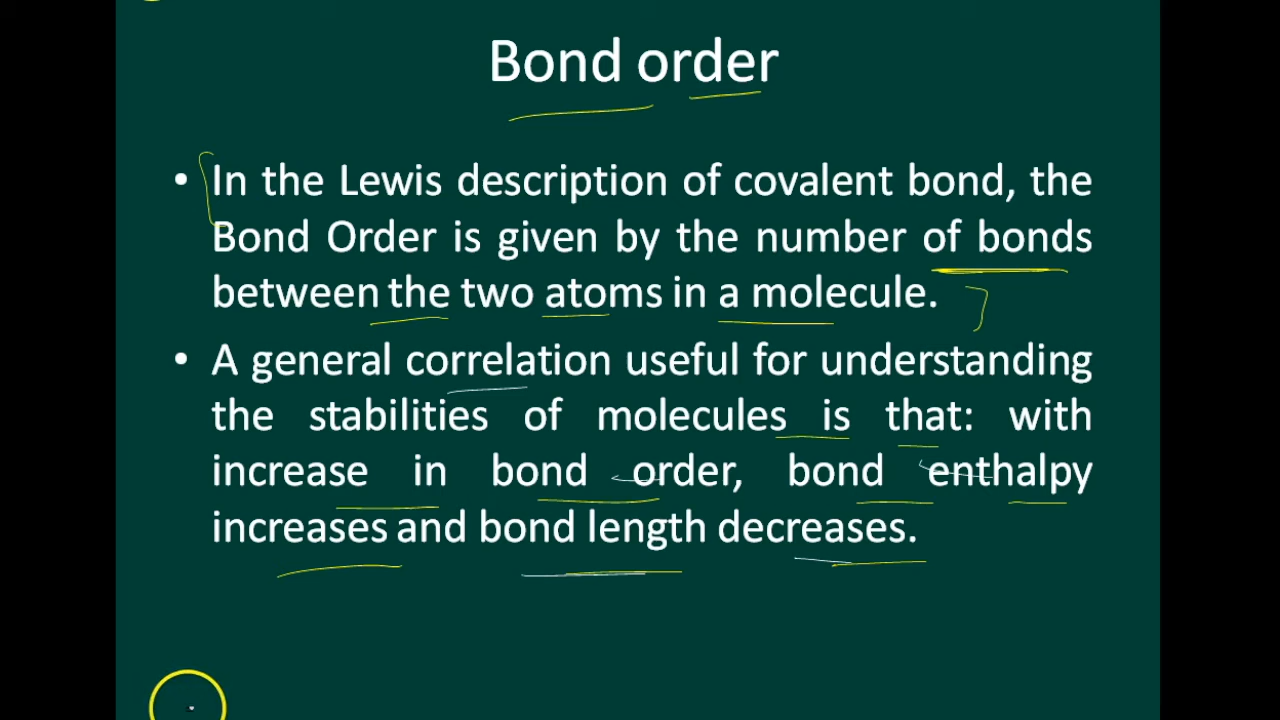 Bond order
• In the Lewis description of covalent bond, the
Bond Order is given by the number of bonds
between the two atoms in a molecule.
• A general correlation useful for understanding
the stabilities of molecules is that: with
increase in bond order, bond enthalpy
increases and bond length decreases.